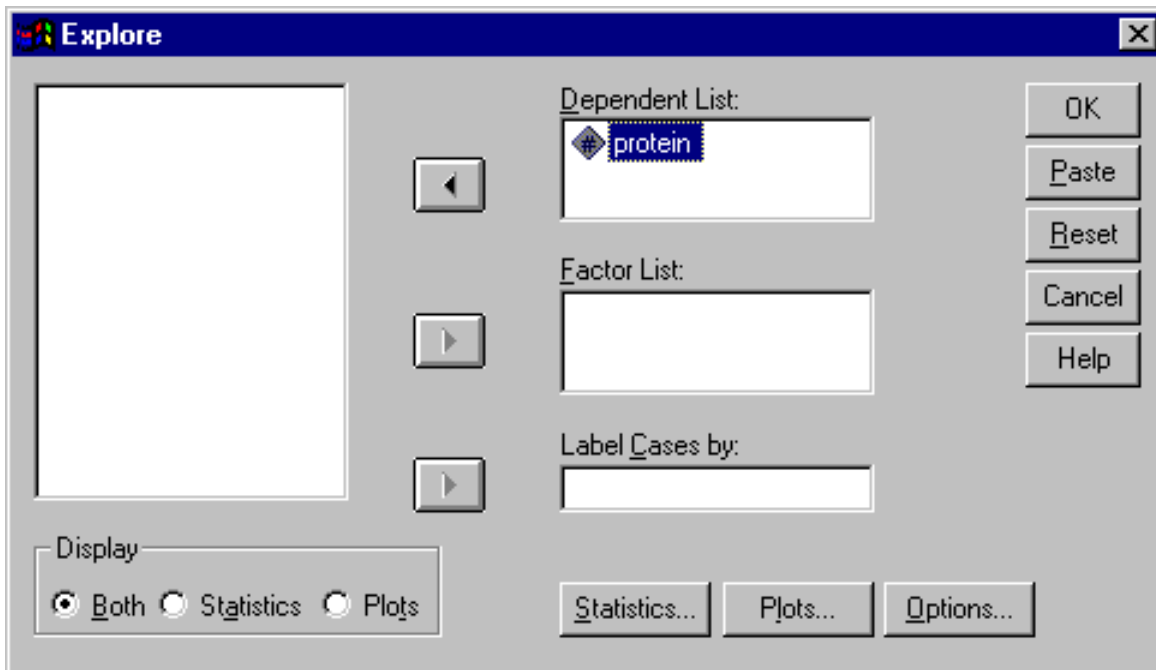 Explore
Dependent List:
# protein
OK
Paste
Reset
Cancel
Help
Factor List:
Label Cases by:
Display
Both Statistics Plots
Statistics... Plots... Options...